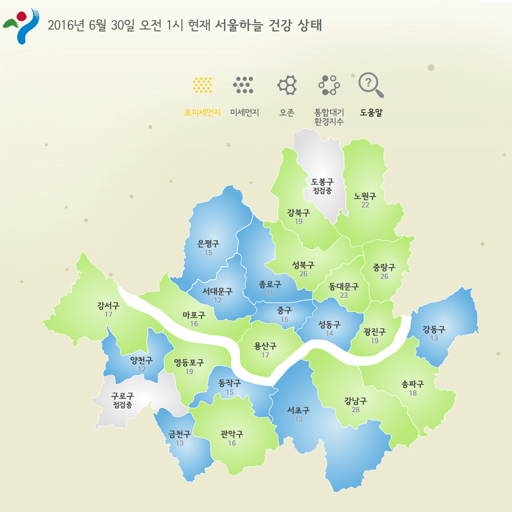 2016년 6월 30일 오전 1시 현재 서울하늘 건강 상태
초미세먼지 미세먼지 오존 통합대기 도움말
환경지수
도봉구
점검중
노원구
22
강북구
19
은평구
15
성북구
26
중랑구
26
종로구
서대문구
12
동대문구
23
강서구
17
마포구
16
중구
15
성동구
14
광진구
19
강동구
13
용산구
17
양천구
12
영등포구
19
동작구
15
송파구
18
구로구
점검중
서초구
13
강남구
28
금천구
13
관악구
16